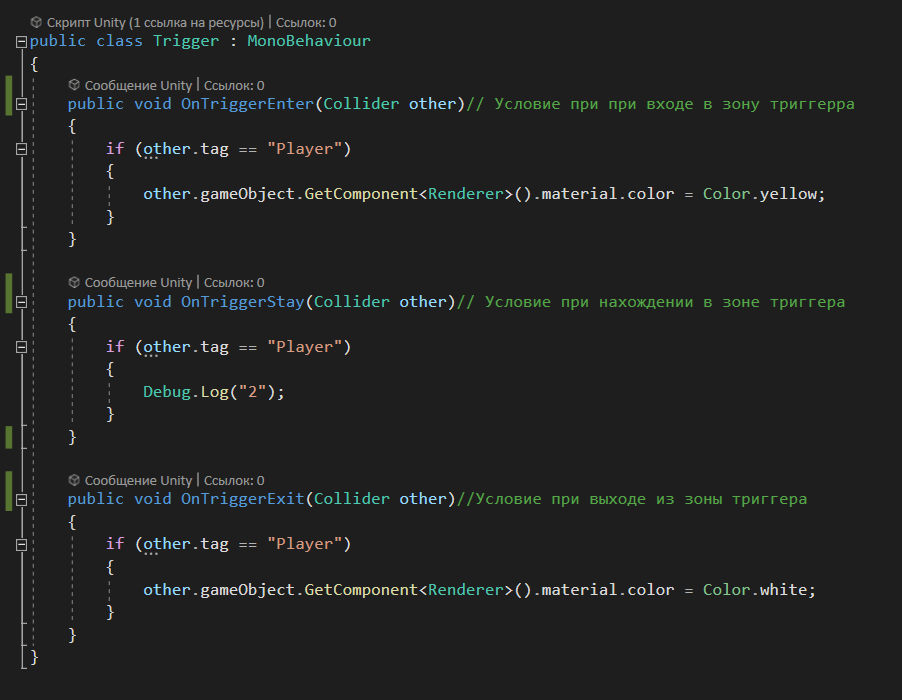 Скрипт Unity (1 ссылка на ресурсы) | Ссылок: 0
public class Trigger : MonoBehaviour
{
Сообщение Unity | Ссылок: 0
public void OnTriggerEnter(Collider other)// Условие при при входе в зону триггерра
{
if (other.tag == "Player")
{
other.gameObject.GetComponent<Renderer>().material.color = Color.yellow;
}
}
Сообщение Unity | Ссылок: 0
public void OnTriggerStay(Collider other)// Условие при нахождении в зоне триггера
{
if (other.tag == "Player")
{
Debug.Log("2");
}
}
Сообщение Unity | Ссылок: 0
public void OnTriggerExit(Collider other)//Условие при выходе из зоны триггера
{
if (other.tag == "Player")
{
other.gameObject.GetComponent<Renderer>().material.color = Color.white;
}
}
}